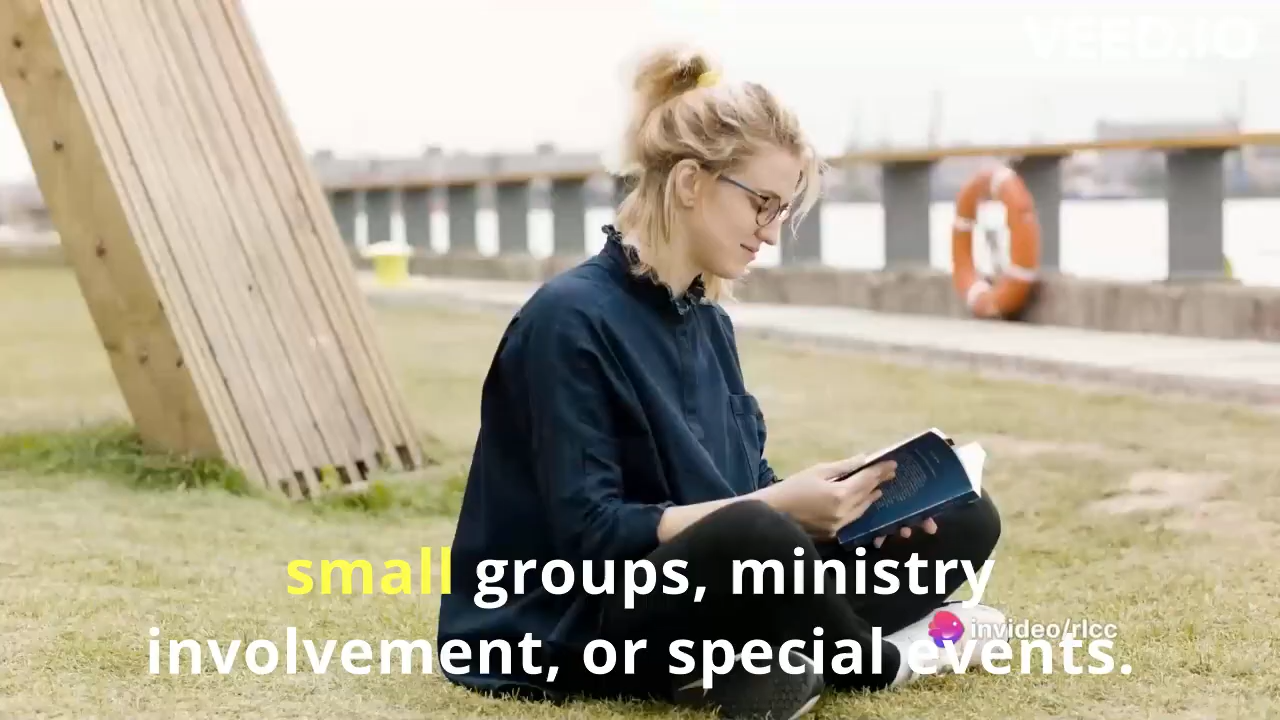 VEED.IO
small groups, ministry
involvement, or special events.
invideo/rlcc